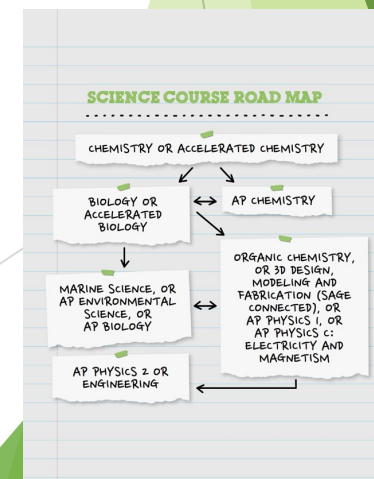 SCIENCE COURSE ROAD MAP
CHEMISTRY OR ACCELERATED CHEMISTRY
BIOLOGY OR
ACCELERATED
BIOLOGY
AP CHEMISTRY
MARINE SCIENCE, OR
AP ENVIRONMENTAL
SCIENCE, OR
AP BIOLOGY
ORGANIC CHEMISTRY,
OR 3D DESIGN,
MODELING AND
FABRICATION (SAGE
CONNECTED), OR
AP PHYSICS 1, OR
AP PHYSICS C:
ELECTRICITY AND
MAGNETISM
AP PHYSICS 2 OR
ENGINEERING